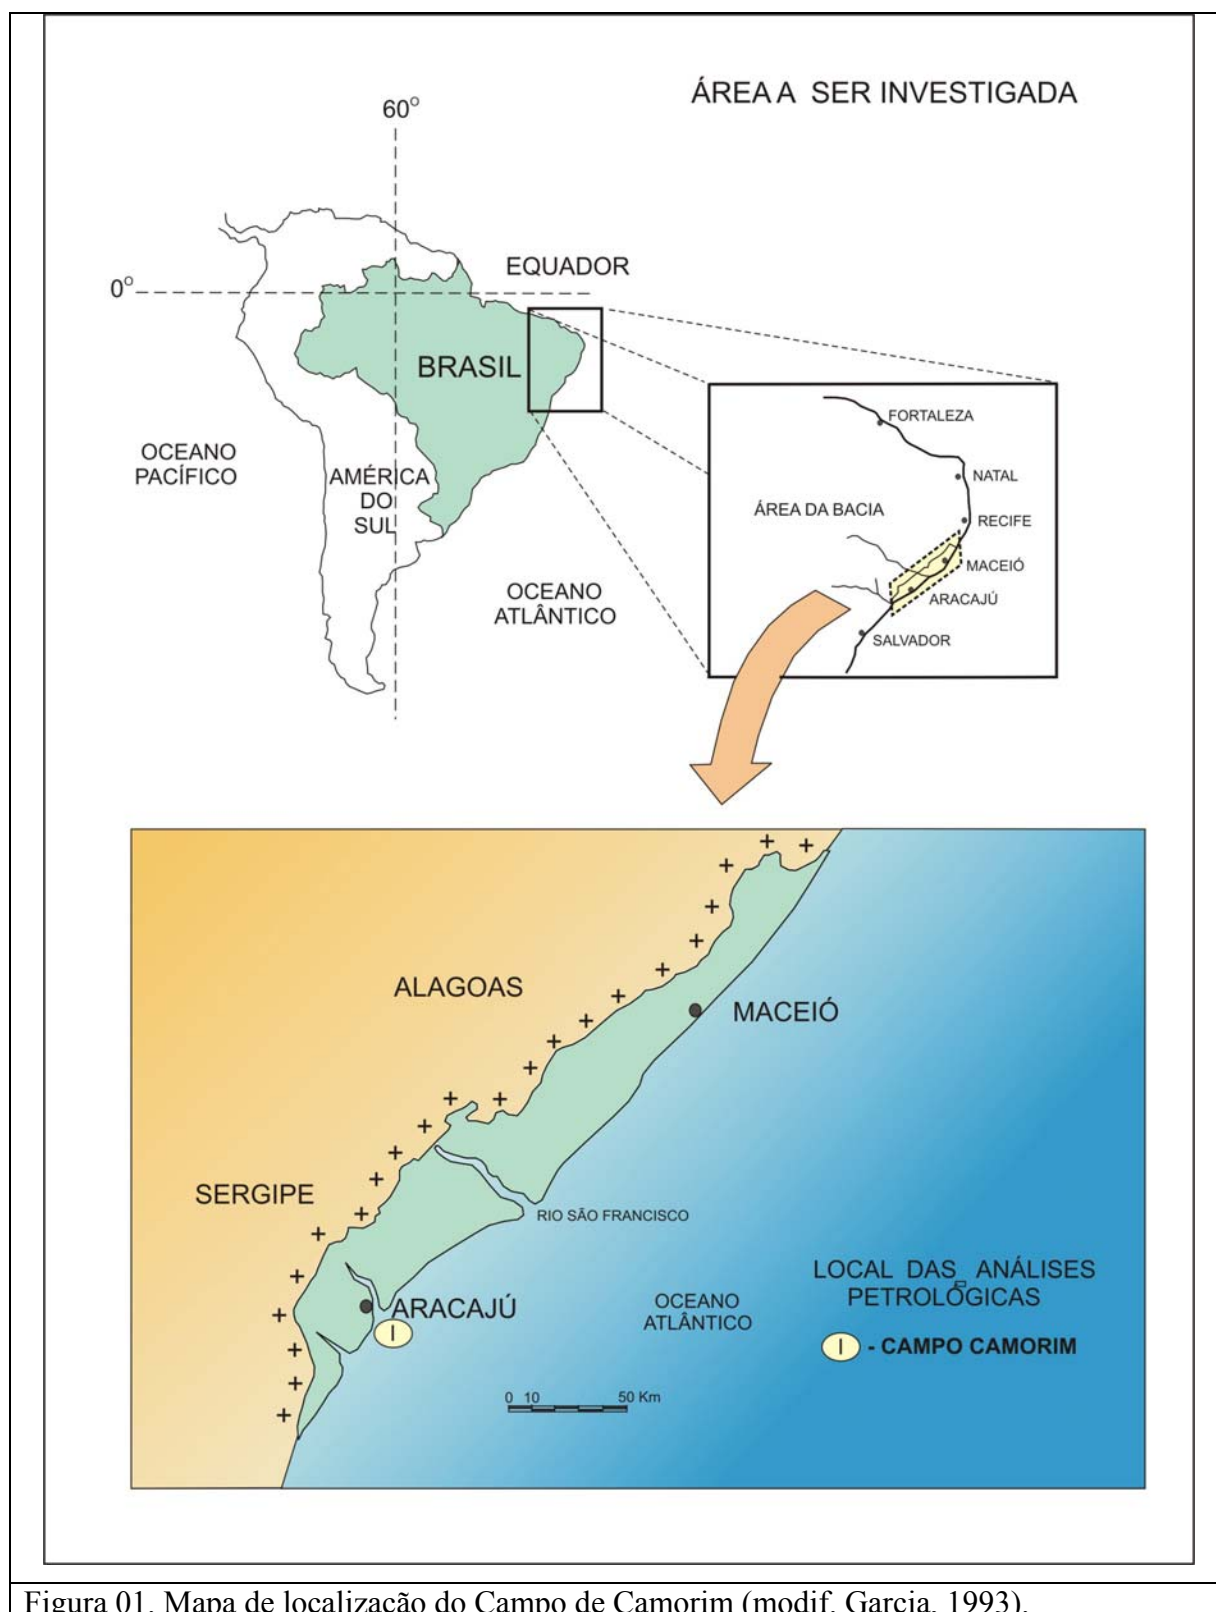 ÁREA A SER INVESTIGADA
60°
EQUADOR
0°
BRASIL
OCEANO
PACÍFICO
AMÉRICA
DO
SUL
OCEANO
ATLÂNTICO
FORTALEZA
NATAL
ÁREA DA BACIA
RECIFE
MACEIÓ
ARACAJÚ
SALVADOR
ALAGOAS
MACEIÓ
SERGIPE
RIO SÃO FRANCISCO
ARACAJÚ
I
OCEANO
ATLÂNTICO
LOCAL DAS ANÁLISES
PETROLÓGICAS
I - CAMPO CAMORIM
0 10 50 Km
Figura 01. Mapa de localização do Campo de Camorim (modif. Garcia, 1993).